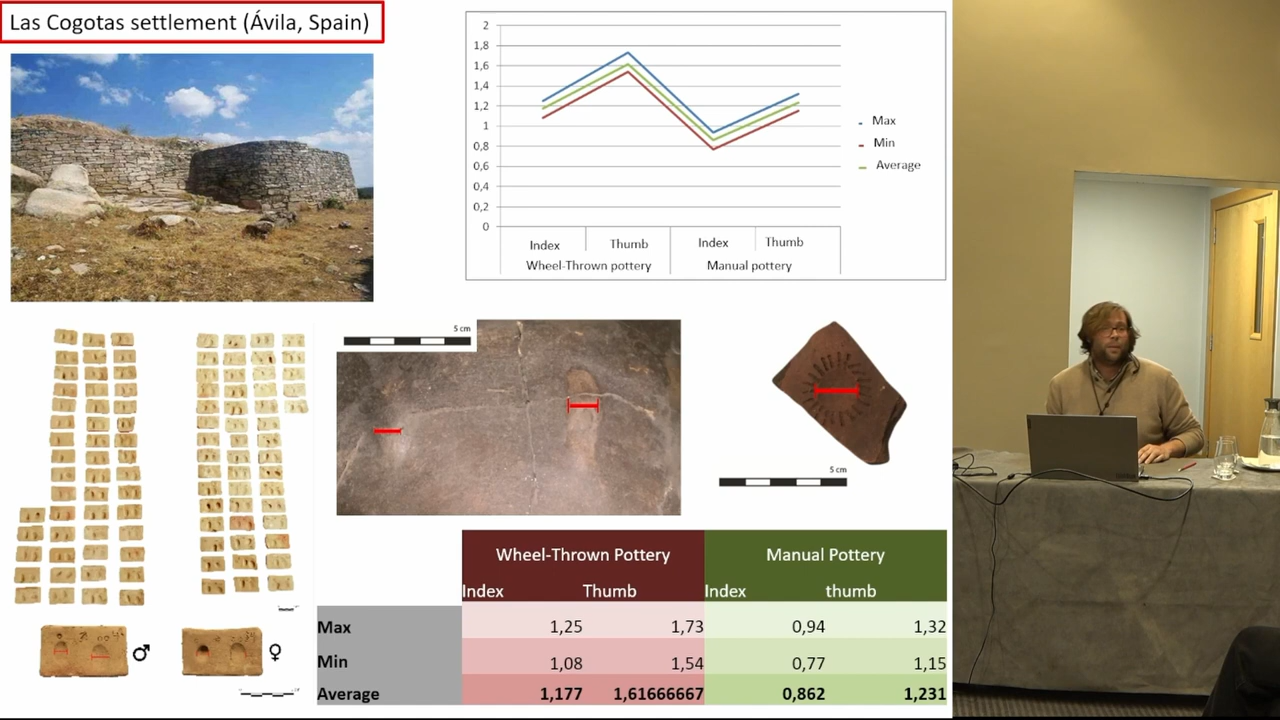 Las Cogotas settlement (Ávila, Spain)
2
1,8
1,6
1,4
1,2
1
0,8
0,6
0,4
0,2
0
Max
Min
Average
Index Thumb Index Thumb
Wheel-Thrown pottery Manual pottery
5 cm
5 cm
♂ ♀
Wheel-Thrown Pottery Manual Pottery
Index Thumb Index thumb
Max 1,25 1,73 0,94 1,32
Min 1,08 1,54 0,77 1,15
Average 1,177 1,61666667 0,862 1,231